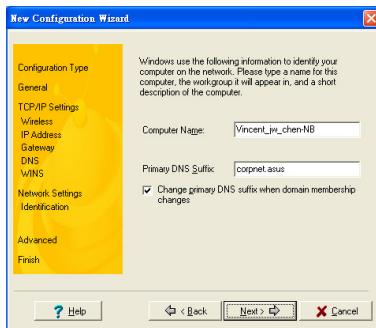 New Configuration Wizard
Configuration Type
General
TCP/IP Settings
Wireless
IP Address
Gateway
DNS
WINS
Network Settings
Identification
Advanced
Finish
Windows use the following information to identify your
computer on the network. Please type a name for this
computer, the workgroup it will appear in, and a short
description of the computer.
Computer Name: Vincent_jw_chen-NB
Primary DNS Suffix: corpnet.asus
Change primary DNS suffix when domain membership
changes
? Help < Back Next > Cancel